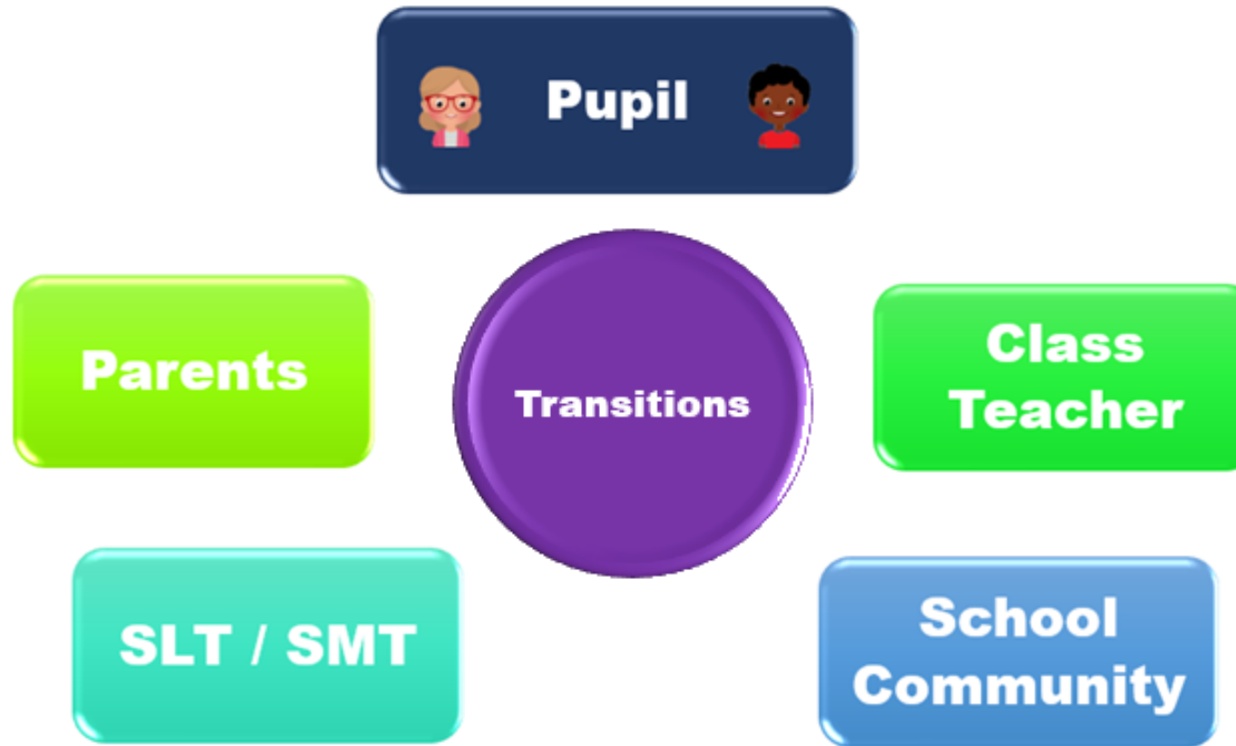 Pupil
Parents
Transitions
Class
Teacher
SLT / SMT
School
Community